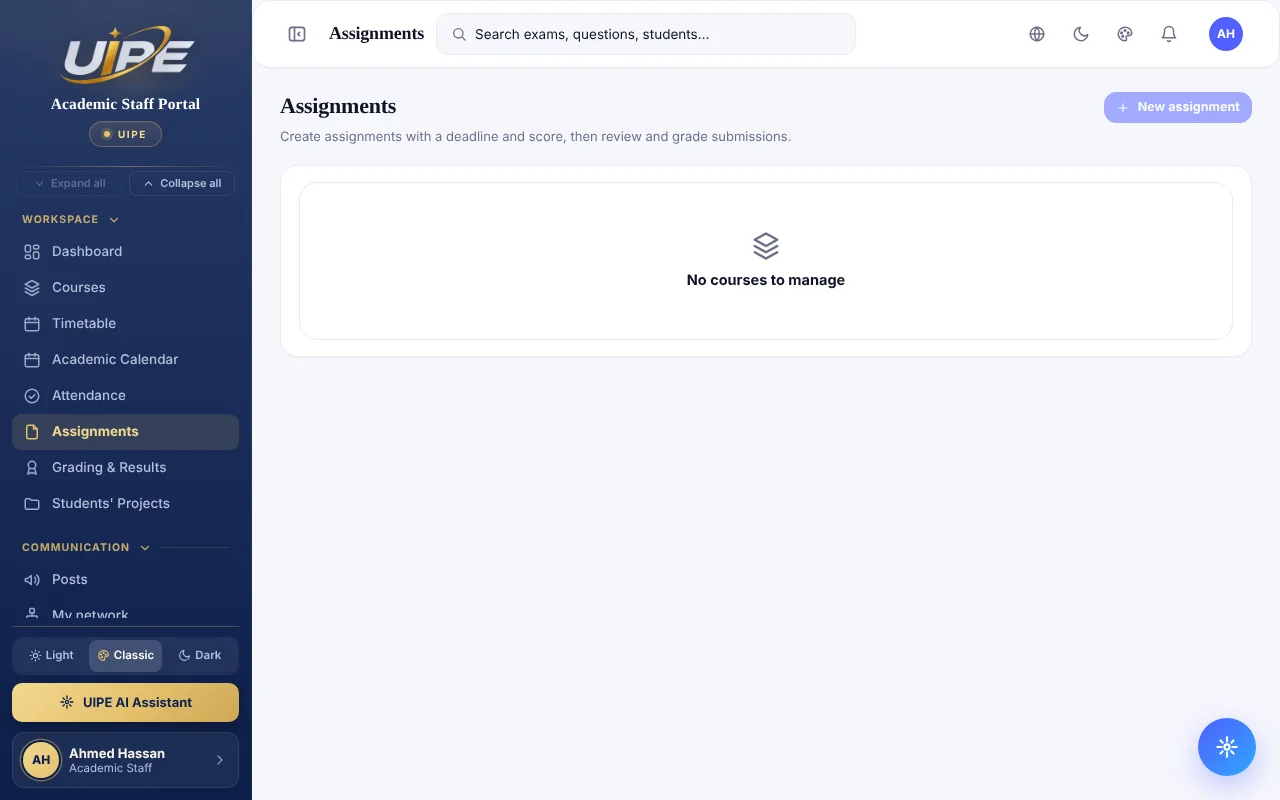 UIPE
Academic Staff Portal
UIPE
Expand all
Collapse all
WORKSPACE
Dashboard
Courses
Timetable
Academic Calendar
Attendance
Assignments
Grading & Results
Students' Projects
COMMUNICATION
Posts
My network
Light
Classic
Dark
UIPE AI Assistant
AH
Ahmed Hassan
Academic Staff
Assignments
Search exams, questions, students...
AH
Assignments
New assignment
Create assignments with a deadline and score, then review and grade submissions.
No courses to manage